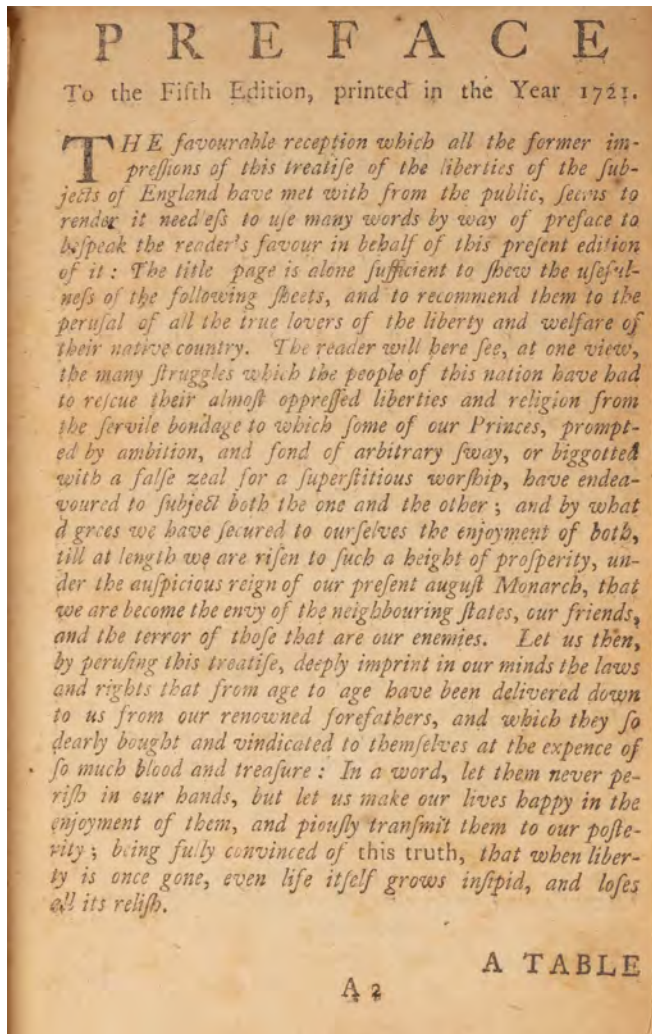 PREFACE
To the Fifth Edition, printed in the Year 1721.
THE favourable reception which all the former im-
preſſions of this treatiſe of the liberties of the ſub-
jects of England have met with from the public, ſeems to
render it needleſs to uſe many words by way of preface to
beſpeak the reader's favour in behalf of this preſent edition
of it: The title page is alone ſufficient to ſhew the uſeful-
neſs of the following ſheets, and to recommend them to the
peruſal of all the true lovers of the liberty and welfare of
their native country. The reader will here ſee, at one view,
the many ſtruggles which the people of this nation have had
to reſcue their almoſt oppreſſed liberties and religion from
the ſervile bondage to which ſome of our Princes, prompt-
ed by ambition, and fond of arbitrary ſway, or biggotted
with a falſe zeal for a ſuperſtitious worſhip, have endea-
voured to ſubject both the one and the other; and by what
d grees we have ſecured to ourſelves the enjoyment of both,
till at length we are riſen to ſuch a height of proſperity, un-
der the auſpicious reign of our preſent auguſt Monarch, that
we are become the envy of the neighbouring ſtates, our friends,
and the terror of thoſe that are our enemies. Let us then,
by peruſing this treatiſe, deeply imprint in our minds the laws
and rights that from age to age have been delivered down
to us from our renowned forefathers, and which they ſo
dearly bought and vindicated to themſelves at the expence of
ſo much blood and treaſure: In a word, let them never pe-
riſh in our hands, but let us make our lives happy in the
enjoyment of them, and piouſly tranſmit them to our poſte-
rity; being fully convinced of this truth, that when liber-
ty is once gone, even life itſelf grows inſipid, and loſes
all its reliſh.
A TABLE
A 2